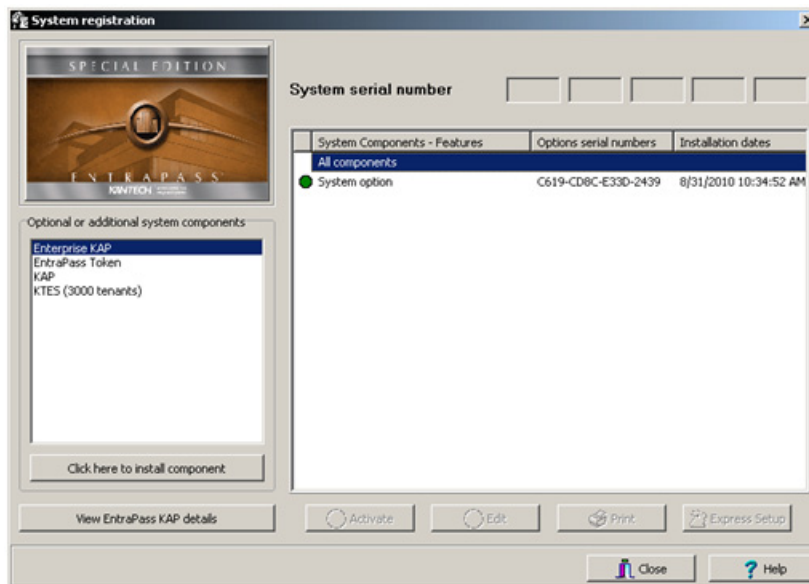 System registration
SPECIAL EDITION
ENTRAPASS
KANTECH
System serial number
System Components - Features Options serial numbers Installation dates
All components
System option C619-CD8C-E33D-2439 8/31/2010 10:34:52 AM
Optional or additional system components
Enterprise KAP
EntraPass Token
KAP
KTES (3000 tenants)
Click here to install component
View EntraPass KAP details
Activate Edit Print Express Setup
Close Help